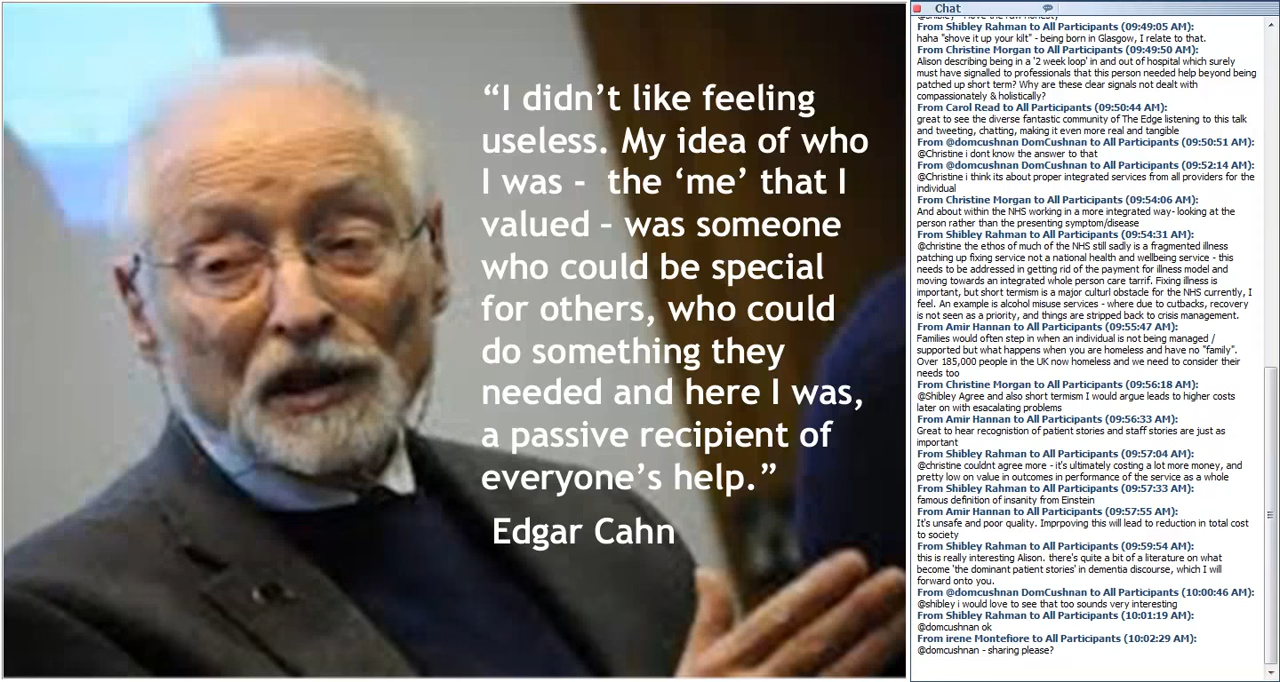 “I didn’t like feeling
useless. My idea of who
I was - the ‘me’ that I
valued – was someone
who could be special
for others, who could
do something they
needed and here I was,
a passive recipient of
everyone’s help.”
Edgar Cahn
Chat
From Shibley Rahman to All Participants (09:49:05 AM):
haha "shove it up your kilt" - being born in Glasgow, I relate to that.
From Christine Morgan to All Participants (09:49:50 AM):
Alison describing being in a '2 week loop' in and out of hospital which surely
must have signalled to professionals that this person needed help beyond being
patched up short term? Why are these clear signals not dealt with
compassionately & holistically?
From Carol Read to All Participants (09:50:44 AM):
great to see the diverse fantastic community of The Edge listening to this talk
and tweeting, chatting, making it even more real and tangible
From @domcushnan DomCushnan to All Participants (09:50:51 AM):
@Christine i dont know the answer to that
From @domcushnan DomCushnan to All Participants (09:52:14 AM):
@Christine i think its about proper integrated services from all providers for the
individual
From Christine Morgan to All Participants (09:54:06 AM):
And about within the NHS working in a more integrated way- looking at the
person rather than the presenting symptom/disease
From Shibley Rahman to All Participants (09:54:31 AM):
@christine the ethos of much of the NHS still sadly is a fragmented illness
patching up fixing service not a national health and wellbeing service - this
needs to be addressed in getting rid of the payment for illness model and
moving towards an integrated whole person care tarrif. Fixing illness is
important, but short termism is a major culturl obstacle for the NHS currently, I
feel. An example is alcohol misuse services - where due to cutbacks, recovery
is not seen as a priority, and things are stripped back to crisis management.
From Amir Hannan to All Participants (09:55:47 AM):
Families would often step in when an individual is not being managed /
supported but what happens when you are homeless and have no "family".
Over 185,000 people in the UK now homeless and we need to consider their
needs too
From Christine Morgan to All Participants (09:56:18 AM):
@Shibley Agree and also short termism I would argue leads to higher costs
later on with esacalating problems
From Amir Hannan to All Participants (09:56:33 AM):
Great to hear recognistion of patient stories and staff stories are just as
important
From Shibley Rahman to All Participants (09:57:04 AM):
@christine couldnt agree more - it's ultimately costing a lot more money, and
pretty low on value in outcomes in performance of the service as a whole
From Shibley Rahman to All Participants (09:57:33 AM):
famous definition of insanity from Einstein
From Amir Hannan to All Participants (09:57:55 AM):
It's unsafe and poor quality. Imprpoving this will lead to reduction in total cost
to society
From Shibley Rahman to All Participants (09:59:54 AM):
this is really interesting Alison. there's quite a bit of a literature on what
become 'the dominant patient stories' in dementia discourse, which I will
forward onto you.
From @domcushnan DomCushnan to All Participants (10:00:46 AM):
@shibley i would love to see that too sounds very interesting
From Shibley Rahman to All Participants (10:01:19 AM):
@domcushnan ok
From irene Montefiore to All Participants (10:02:29 AM):
@domcushnan - sharing please?